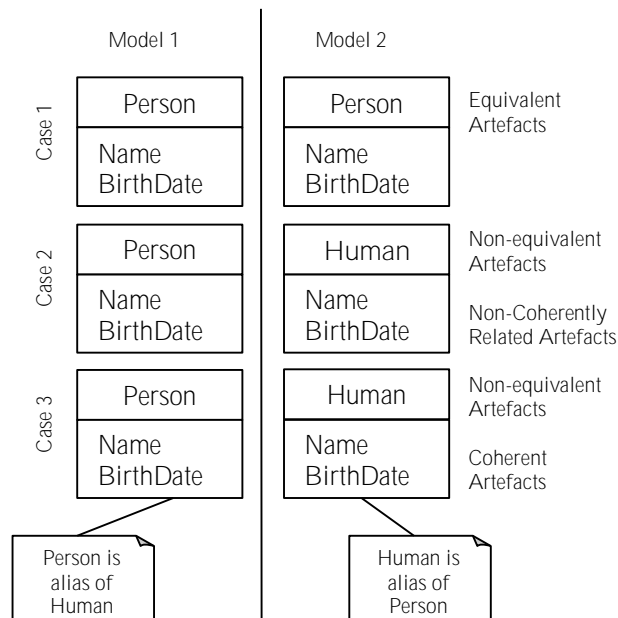 Model 1
Model 2
Case 1
Person
Name
BirthDate
Person
Name
BirthDate
Equivalent
Artefacts
Case 2
Person
Name
BirthDate
Human
Name
BirthDate
Non-equivalent
Artefacts
Non-Coherently
Related Artefacts
Case 3
Person
Name
BirthDate
Human
Name
BirthDate
Non-equivalent
Artefacts
Coherent
Artefacts
Person is
alias of
Human
Human is
alias of
Person